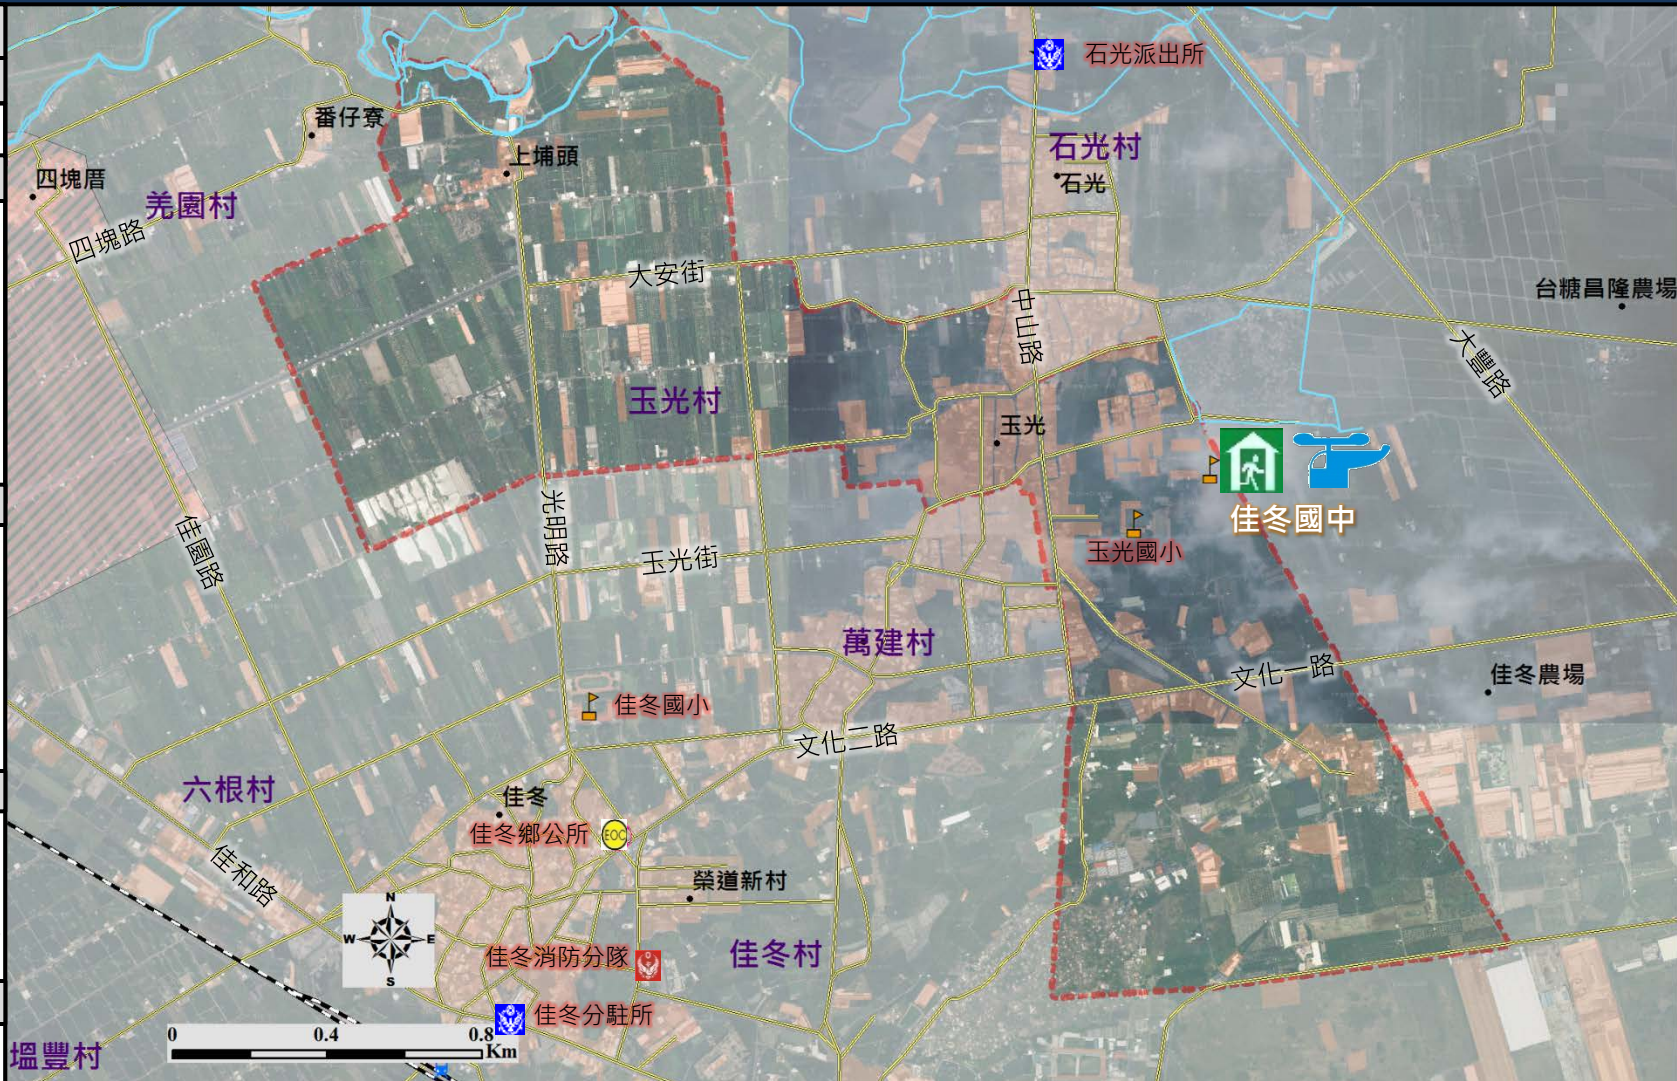 石光派出所
番仔寮
石光村
上埔頭
四塊厝
石光
羌園村
四塊路
大安街
台糖昌隆農場
中山路
大豐路
玉光村
玉光
佳冬國中
光明路
佳園路
玉光街
玉光國小
萬建村
文化一路
佳冬農場
佳冬國小
文化二路
六根村
佳冬
佳冬鄉公所
EOC
佳和路
榮道新村
N
W
E
S
佳冬村
佳冬消防分隊
佳冬分駐所
0 0.4 0.8
Km
塭豐村